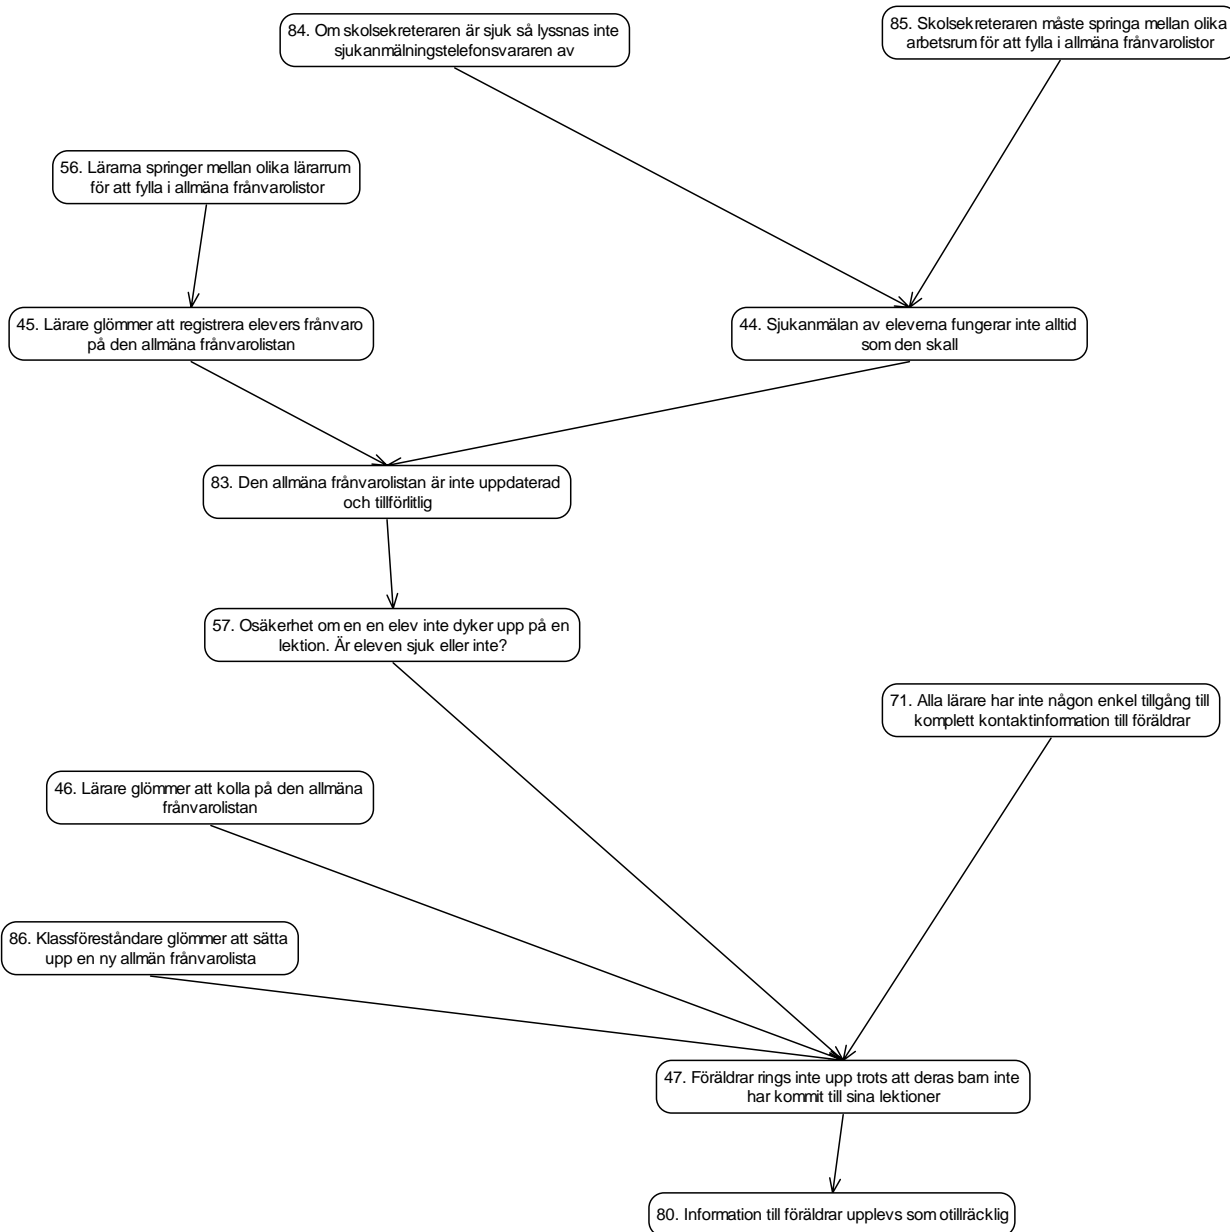 84. Om skolsekreteraren är sjuk så lyssnas inte
sjukanmälningstelefonsvararen av
85. Skolsekreteraren måste springa mellan olika
arbetsrum för att fylla i allmäna frånvarolistor
56. Lärarna springer mellan olika lärarrum
för att fylla i allmäna frånvarolistor
45. Lärare glömmer att registrera elevers frånvaro
på den allmäna frånvarolistan
44. Sjukanmälan av eleverna fungerar inte alltid
som den skall
83. Den allmäna frånvarolistan är inte uppdaterad
och tillförlitlig
57. Osäkerhet om en en elev inte dyker upp på en
lektion. Är eleven sjuk eller inte?
71. Alla lärare har inte någon enkel tillgång till
komplett kontaktinformation till föräldrar
46. Lärare glömmer att kolla på den allmäna
frånvarolistan
86. Klassföreståndare glömmer att sätta
upp en ny allmän frånvarolista
47. Föräldrar rings inte upp trots att deras barn inte
har kommit till sina lektioner
80. Information till föräldrar upplevs som otillräcklig